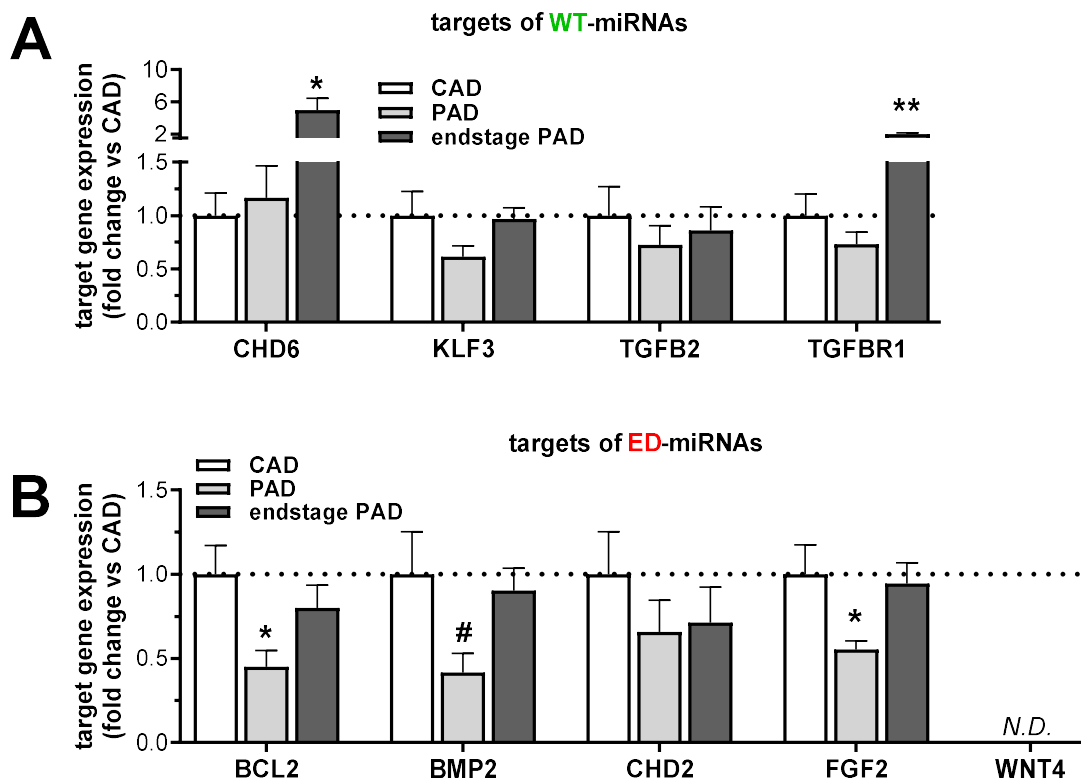 A
targets of WT-miRNAs
target gene expression
(fold change vs CAD)
10
6
2
1.5
1.0
0.5
0.0
CAD
PAD
endstage PAD
*
**
CHD6
KLF3
TGFB2
TGFBR1
B
targets of ED-miRNAs
target gene expression
(fold change vs CAD)
1.5
1.0
0.5
0.0
CAD
PAD
endstage PAD
*
#
*
N.D.
BCL2
BMP2
CHD2
FGF2
WNT4